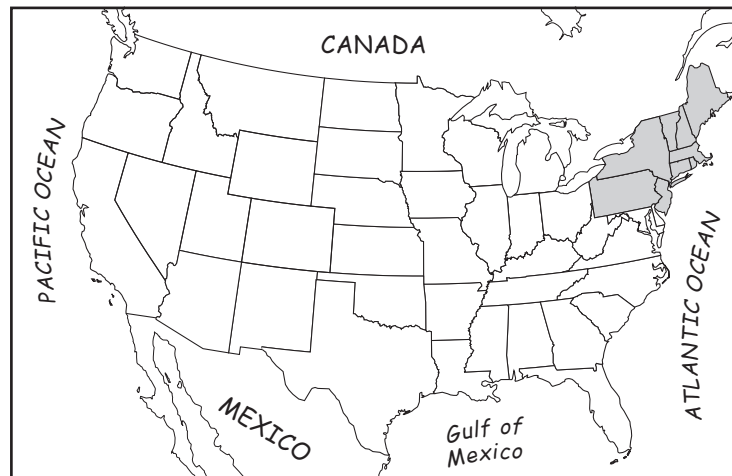 CANADA
PACIFIC OCEAN
ATLANTIC OCEAN
MEXICO
Gulf of
Mexico